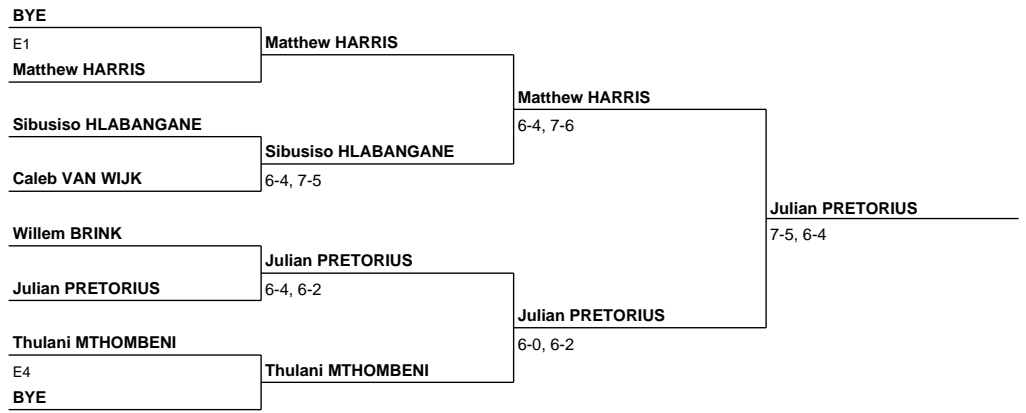 BYE
E1
Matthew HARRIS
Matthew HARRIS
Sibusiso HLABANGANE
Caleb VAN WIJK
Sibusiso HLABANGANE
6-4, 7-5
Matthew HARRIS
6-4, 7-6
Willem BRINK
Julian PRETORIUS
Julian PRETORIUS
6-4, 6-2
Thulani MTHOMBENI
E4
BYE
Thulani MTHOMBENI
Julian PRETORIUS
6-0, 6-2
Julian PRETORIUS
7-5, 6-4